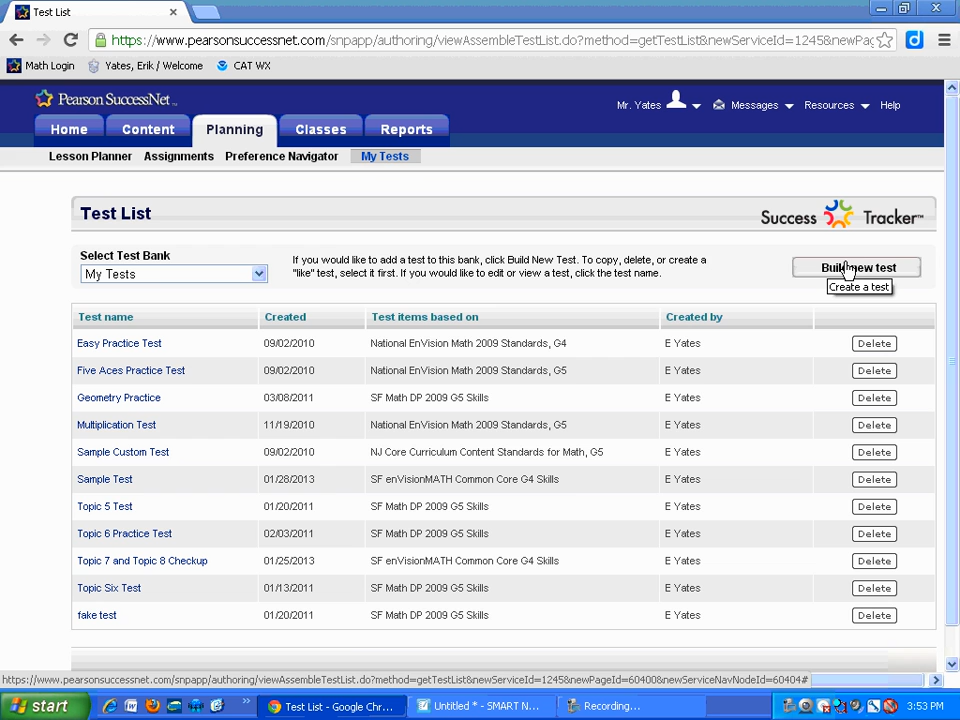 Test List
https://www.pearsonsuccessnet.com/snpapp/authoring/viewAssembleTestList.do?method=getTestList&newServiceId=1245&newPag
Math Login Yates, Erik / Welcome CAT WX
Pearson SuccessNet™
Mr. Yates Messages Resources Help
Home Content Planning Classes Reports
Lesson Planner Assignments Preference Navigator My Tests
Test List
Success Tracker™
Select Test Bank
My Tests
If you would like to add a test to this bank, click Build New Test. To copy, delete, or create a
"like" test, select it first. If you would like to edit or view a test, click the test name.
Build new test
Create a test
Test name Created Test items based on Created by
Easy Practice Test 09/02/2010 National EnVision Math 2009 Standards, G4 E Yates Delete
Five Aces Practice Test 09/02/2010 National EnVision Math 2009 Standards, G5 E Yates Delete
Geometry Practice 03/08/2011 SF Math DP 2009 G5 Skills E Yates Delete
Multiplication Test 11/19/2010 National EnVision Math 2009 Standards, G5 E Yates Delete
Sample Custom Test 09/02/2010 NJ Core Curriculum Content Standards for Math, G5 E Yates Delete
Sample Test 01/28/2013 SF enVisionMATH Common Core G4 Skills E Yates Delete
Topic 5 Test 01/20/2011 SF Math DP 2009 G5 Skills E Yates Delete
Topic 6 Practice Test 02/03/2011 SF Math DP 2009 G5 Skills E Yates Delete
Topic 7 and Topic 8 Checkup 01/25/2013 SF enVisionMATH Common Core G4 Skills E Yates Delete
Topic Six Test 01/13/2011 SF Math DP 2009 G5 Skills E Yates Delete
fake test 01/20/2011 SF Math DP 2009 G5 Skills E Yates Delete
https://www.pearsonsuccessnet.com/snpapp/authoring/viewAssembleTestList.do?method=getTestList&newServiceId=1245&newPageId=60400&newServiceNavNodeId=60404#
start Test List - Google Chr... Untitled * - SMART N... Recording... 3:53 PM